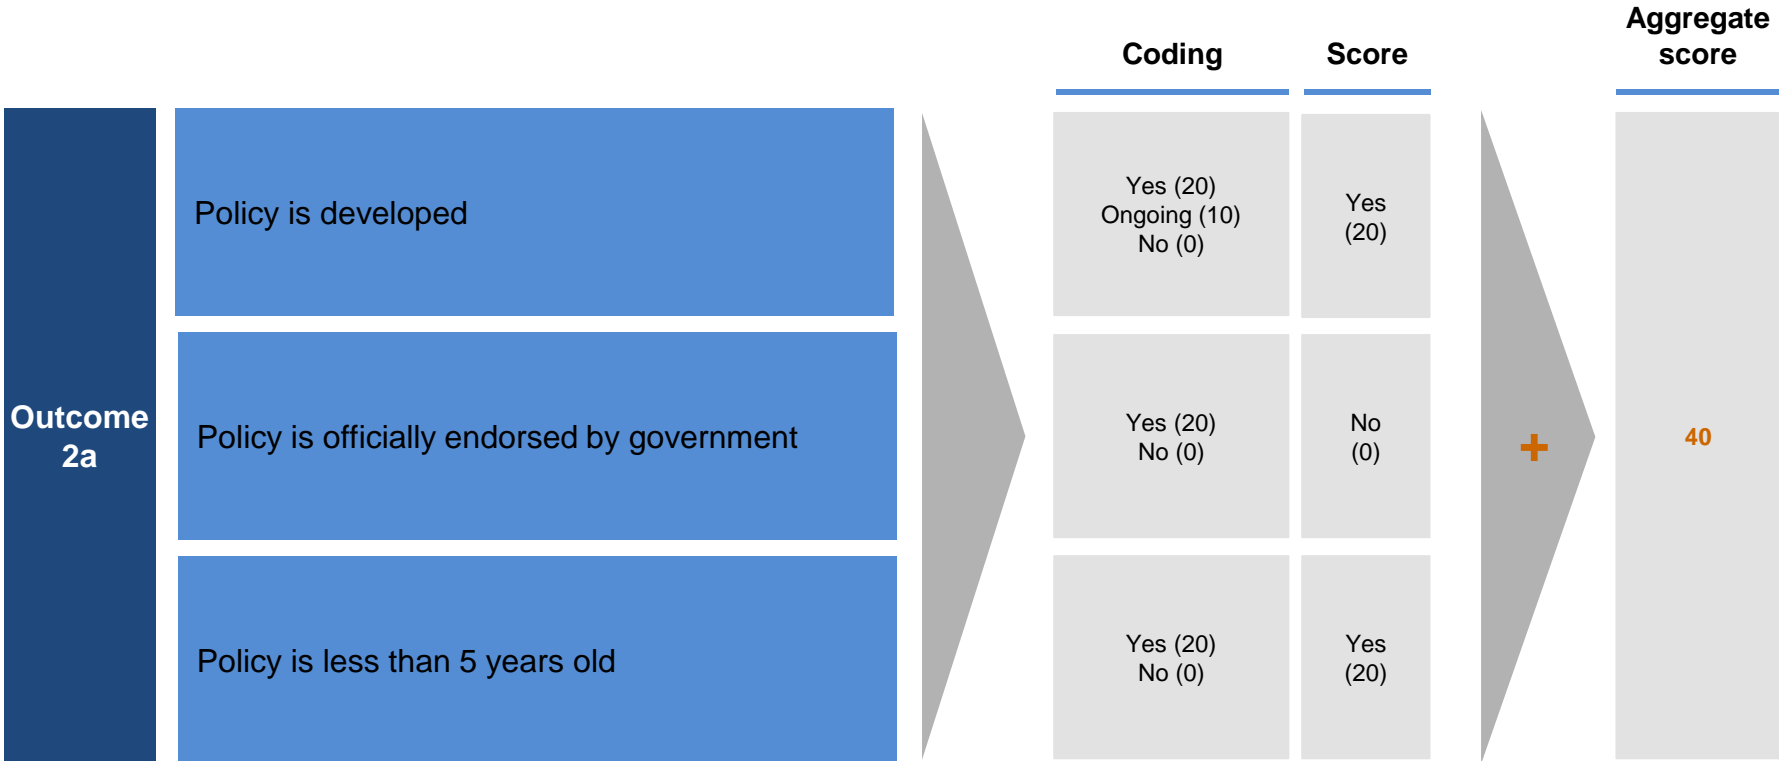 Coding
Score
Aggregate
score
Outcome
2a
Policy is developed
Yes (20)
Ongoing (10)
No (0)
Yes
(20)
Policy is officially endorsed by government
Yes (20)
No (0)
No
(0)
+
40
Policy is less than 5 years old
Yes (20)
No (0)
Yes
(20)